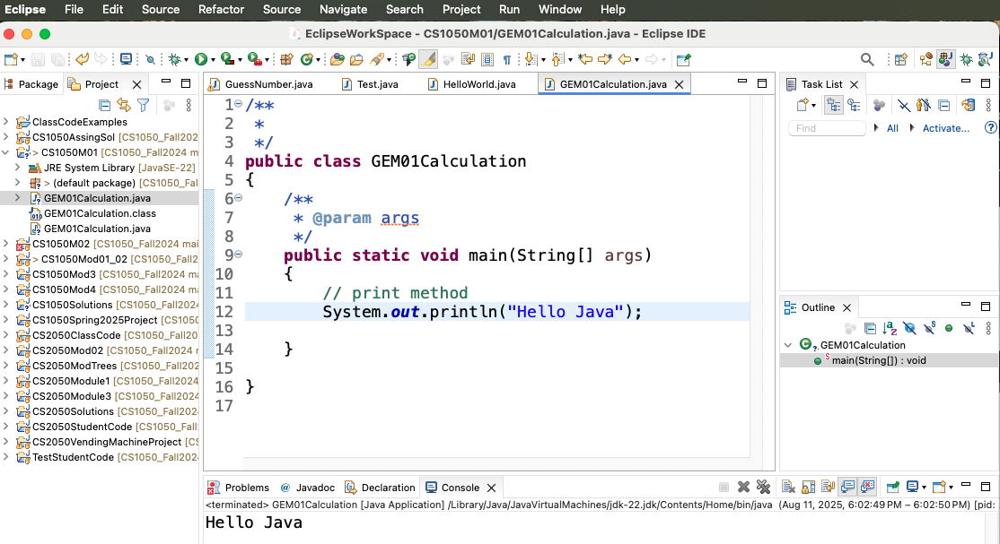 Eclipse File Edit Source Refactor Source Navigate Search Project Run Window Help
EclipseWorkSpace - CS1050M01/GEM01Calculation.java - Eclipse IDE
Package Project
ClassCodeExamples
CS1050AssingSol [CS1050_Fall202
> CS1050M01 [CS1050_Fall2024 m
JRE System Library [JavaSE-22]
> (default package) [CS1050_Fal
GEM01Calculation.java
GEM01Calculation.class
GEM01Calculation.java
CS1050M02 [CS1050_Fall2024 mai
> CS1050Mod01_02 [CS1050_Fall2
CS1050Mod3 [CS1050_Fall2024 ma
CS1050Mod4 [CS1050_Fall2024 ma
CS1050Solutions [CS1050_Fall2024
CS1050Spring2025Project [CS1050
CS2050ClassCode [CS1050_Fall20
CS2050Mod02 [CS1050_Fall2024 r
CS2050ModTrees [CS1050_Fall202
CS2050Module1 [CS1050_Fall2024
CS2050Module3 [CS1050_Fall2024
CS2050Solutions [CS1050_Fall202
CS2050StudentCode [CS1050_Fall
CS2050VendingMachineProject [CS
TestStudentCode [CS1050_Fall202
GuessNumber.java Test.java HelloWorld.java GEM01Calculation.java
1 /**
2 *
3 */
4 public class GEM01Calculation
5 {
6 /**
7 * @param args
8 */
9 public static void main(String[] args)
10 {
11 // print method
12 System.out.println("Hello Java");
13
14 }
15
16 }
17
Task List
Find All Activate...
Outline
GEM01Calculation
main(String[]) : void
Problems Javadoc Declaration Console
<terminated> GEM01Calculation [Java Application] /Library/Java/JavaVirtualMachines/jdk-22.jdk/Contents/Home/bin/java (Aug 11, 2025, 6:02:49 PM – 6:02:50 PM) [pid:
Hello Java